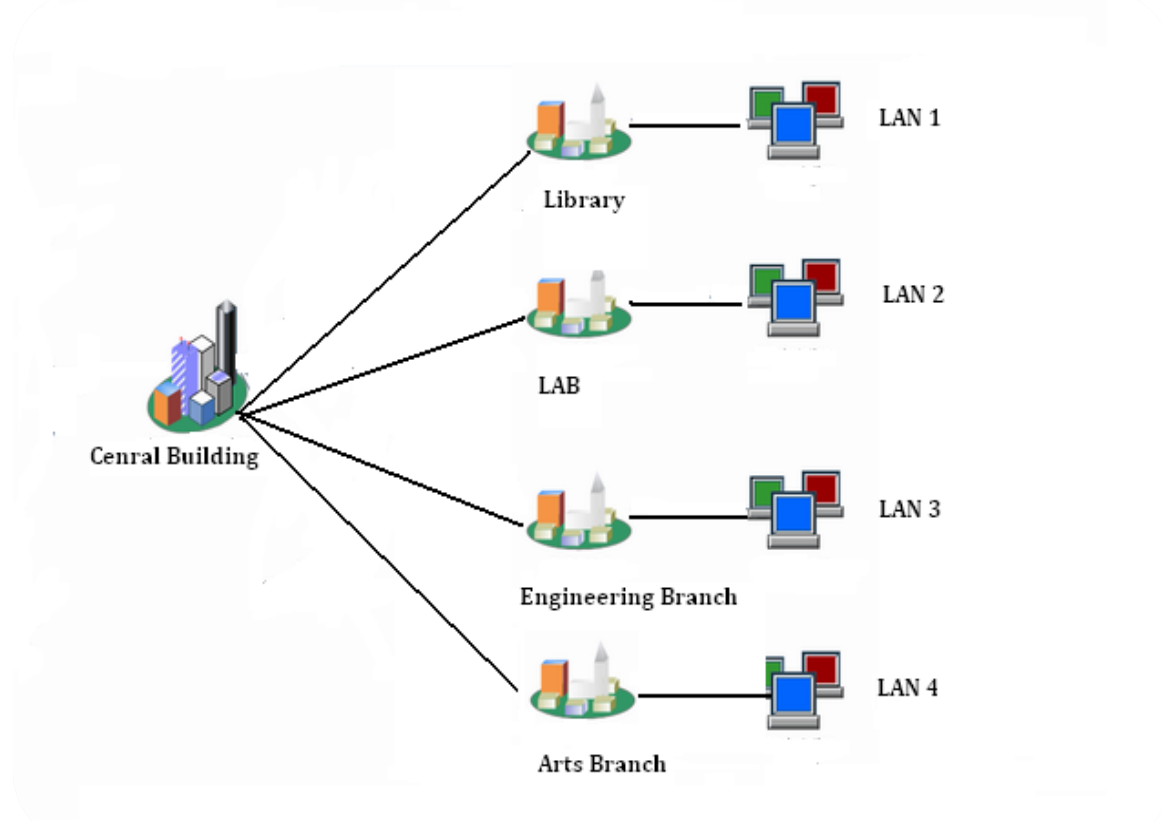 LAN 1
Library
LAN 2
LAB
Cenral Building
LAN 3
Engineering Branch
LAN 4
Arts Branch